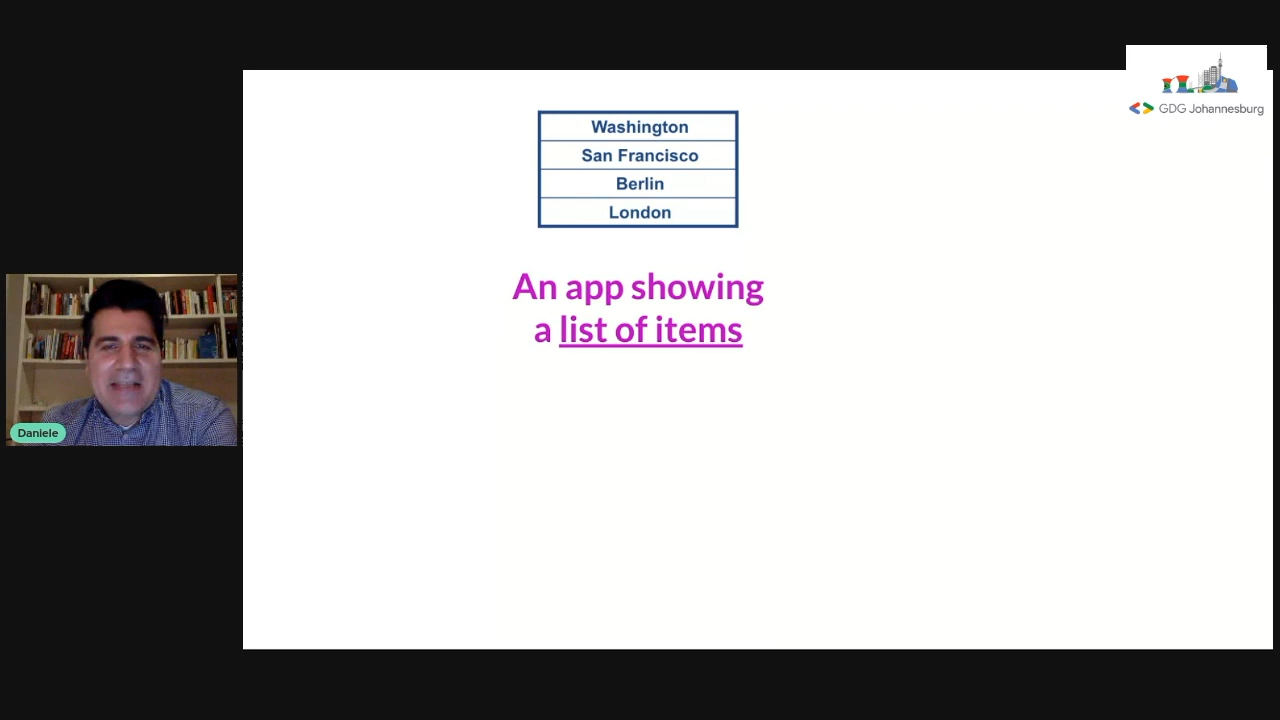 GDG Johannesburg
Washington
San Francisco
Berlin
London
An app showing
a list of items
Daniele